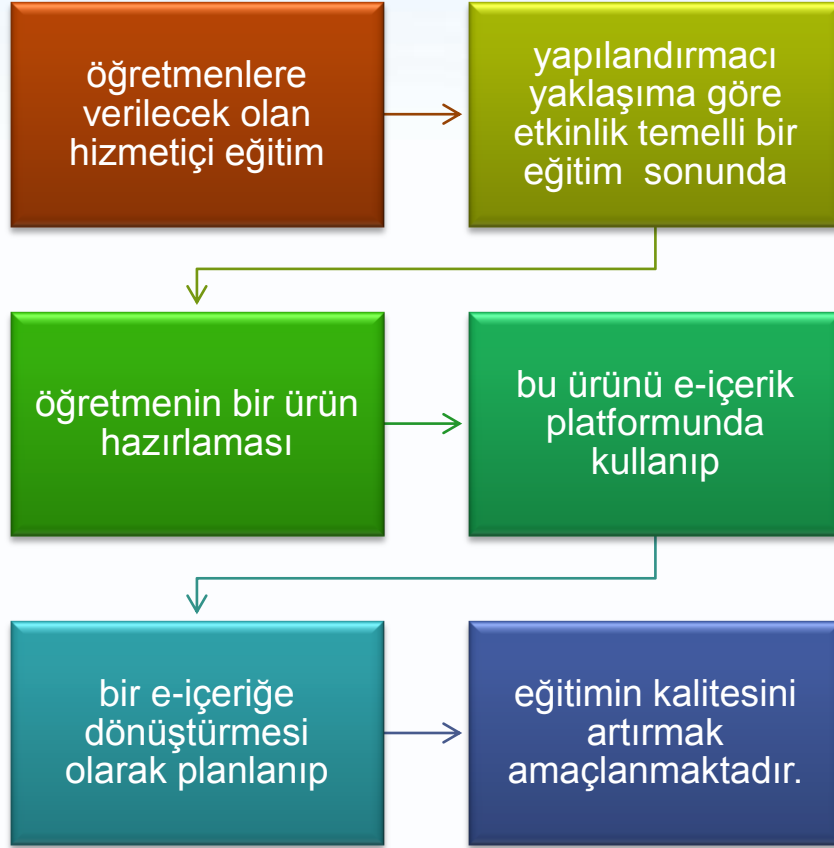 öğretmenlere
verilecek olan
hizmetiçi eğitim
yapılandırmacı
yaklaşıma göre
etkinlik temelli bir
eğitim  sonunda
öğretmenin bir ürün
hazırlaması
bu ürünü e-içerik
platformunda
kullanıp
bir e-içeriğe
dönüştürmesi
olarak planlanıp
eğitimin kalitesini
artırmak
amaçlanmaktadır.